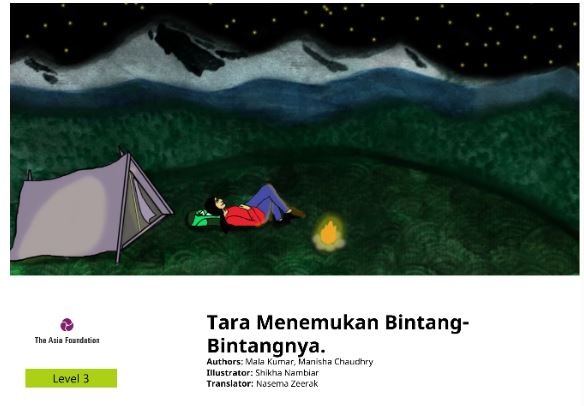 Tara Menemukan Bintang-
Bintangnya.
Authors: Mala Kumar, Manisha Chaudhry
Illustrator: Shikha Nambiar
Translator: Nasema Zeerak
The Asia Foundation
Level 3